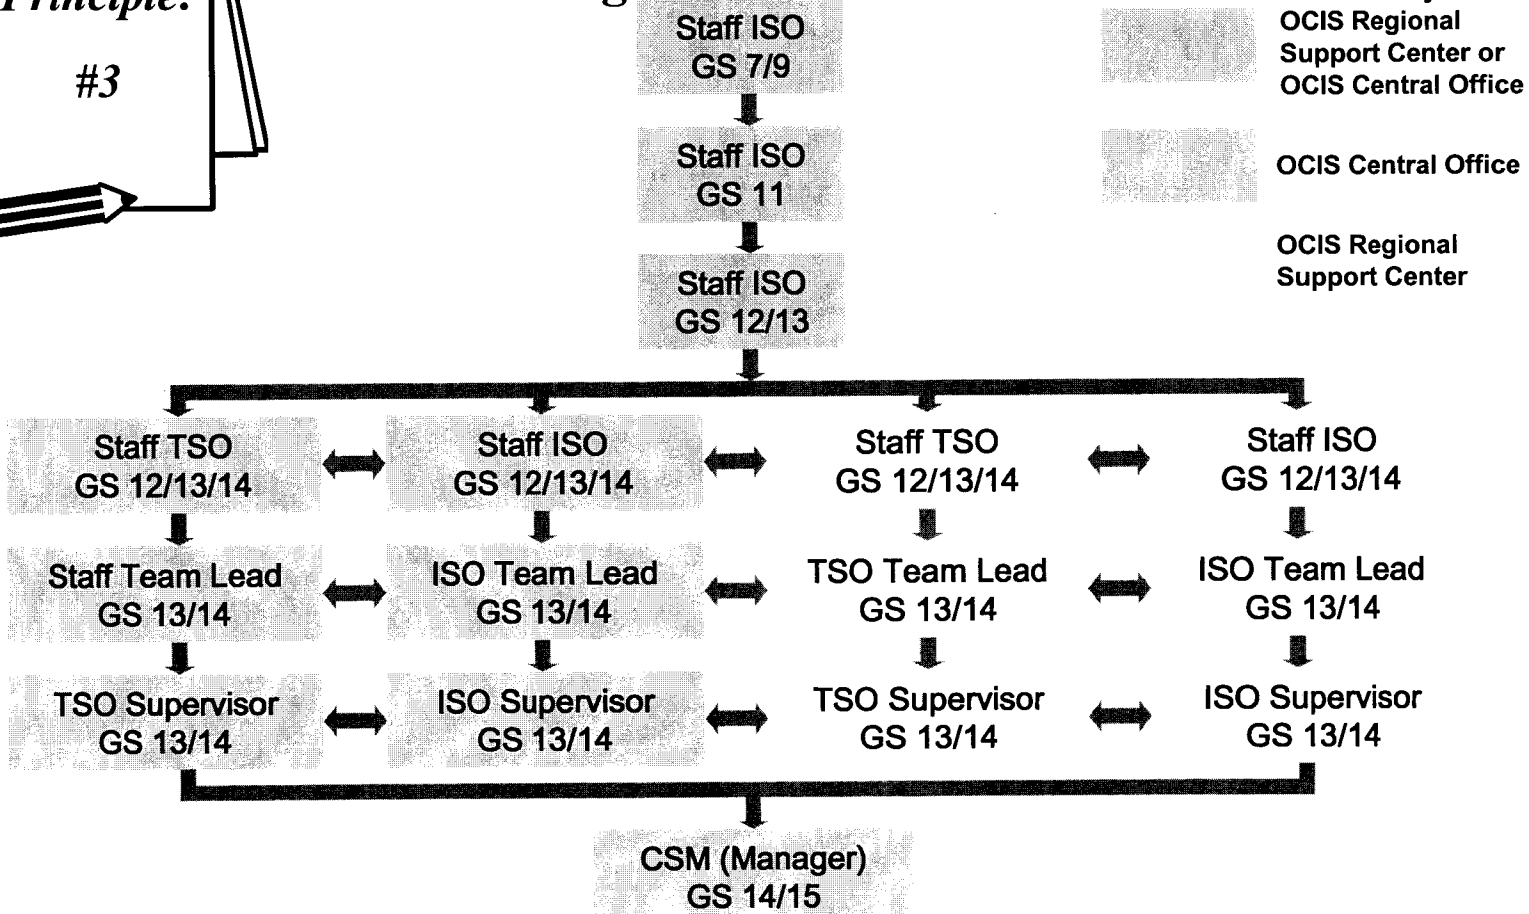 Principle:
#3
Staff ISO
GS 7/9
OCIS Regional
Support Center or
OCIS Central Office
Staff ISO
GS 11
OCIS Central Office
Staff ISO
GS 12/13
OCIS Regional
Support Center
Staff TSO
GS 12/13/14
Staff ISO
GS 12/13/14
Staff TSO
GS 12/13/14
Staff ISO
GS 12/13/14
Staff Team Lead
GS 13/14
ISO Team Lead
GS 13/14
TSO Team Lead
GS 13/14
ISO Team Lead
GS 13/14
TSO Supervisor
GS 13/14
ISO Supervisor
GS 13/14
TSO Supervisor
GS 13/14
ISO Supervisor
GS 13/14
CSM (Manager)
GS 14/15